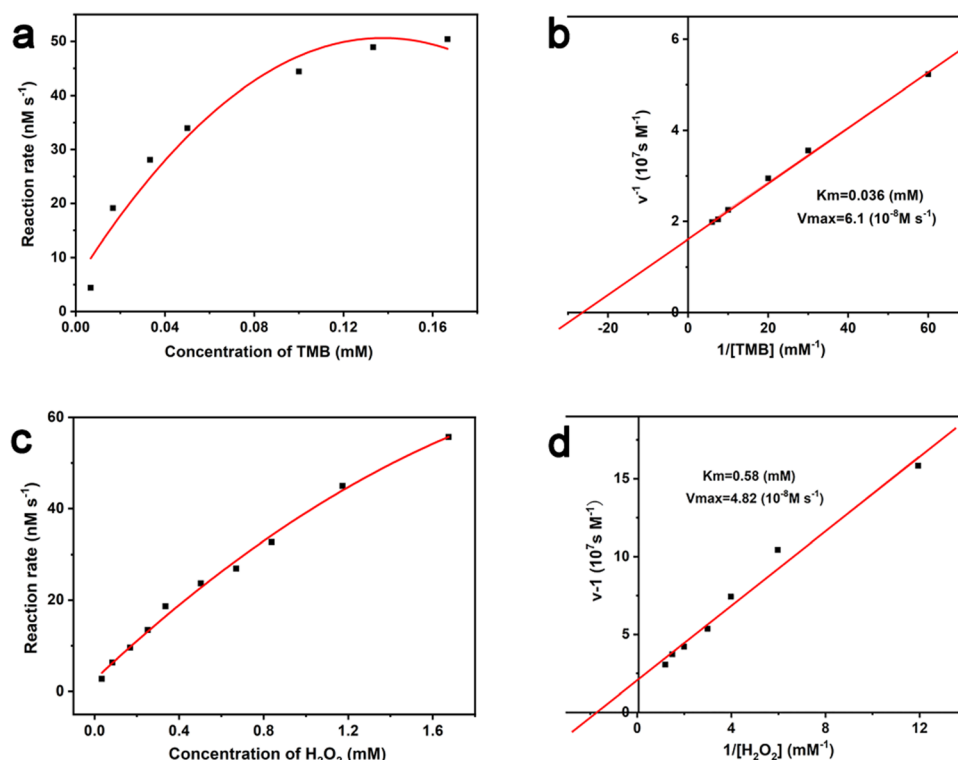 a
Reaction rate (nM s⁻¹)
60
50
40
30
20
10
0
0.00 0.04 0.08 0.12 0.16
Concentration of TMB (mM)
b
v⁻¹ (10⁷s M⁻¹)
6
4
2
0
-20 0 20 40 60
1/[TMB] (mM⁻¹)
Km=0.036 (mM)
Vmax=6.1 (10⁻⁸M s⁻¹)
c
Reaction rate (nM s⁻¹)
60
40
20
0
0.0 0.4 0.8 1.2 1.6
Concentration of H₂O₂ (mM)
d
v-1 (10⁷s M⁻¹)
15
10
5
0
0 4 8 12
1/[H₂O₂] (mM⁻¹)
Km=0.58 (mM)
Vmax=4.82 (10⁻⁸M s⁻¹)